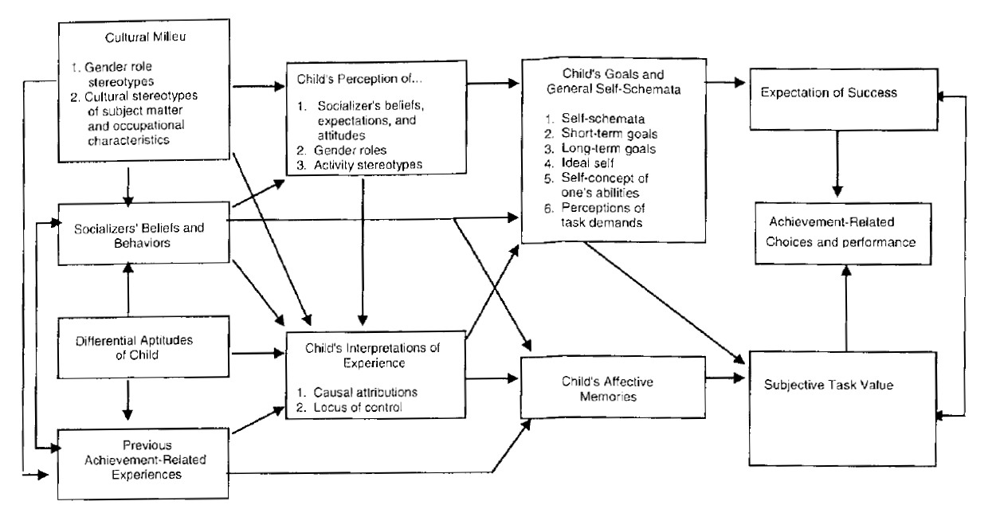 Cultural Milieu
1. Gender role
stereotypes
2. Cultural stereotypes
of subject matter
and occupational
characteristics
Socializers' Beliefs and
Behaviors
Differential Aptitudes
of Child
Previous
Achievement-Related
Experiences
Child's Perception of...
1. Socializer's beliefs,
expectations, and
attitudes
2. Gender roles
3. Activity stereotypes
Child's Interpretations of
Experience
1. Causal attributions
2. Locus of control
Child's Goals and
General Self-Schemata
1. Self-schemata
2. Short-term goals
3. Long-term goals
4. Ideal self
5. Self-concept of
one's abilities
6. Perceptions of
task demands
Child's Affective
Memories
Expectation of Success
Achievement-Related
Choices and performance
Subjective Task Value